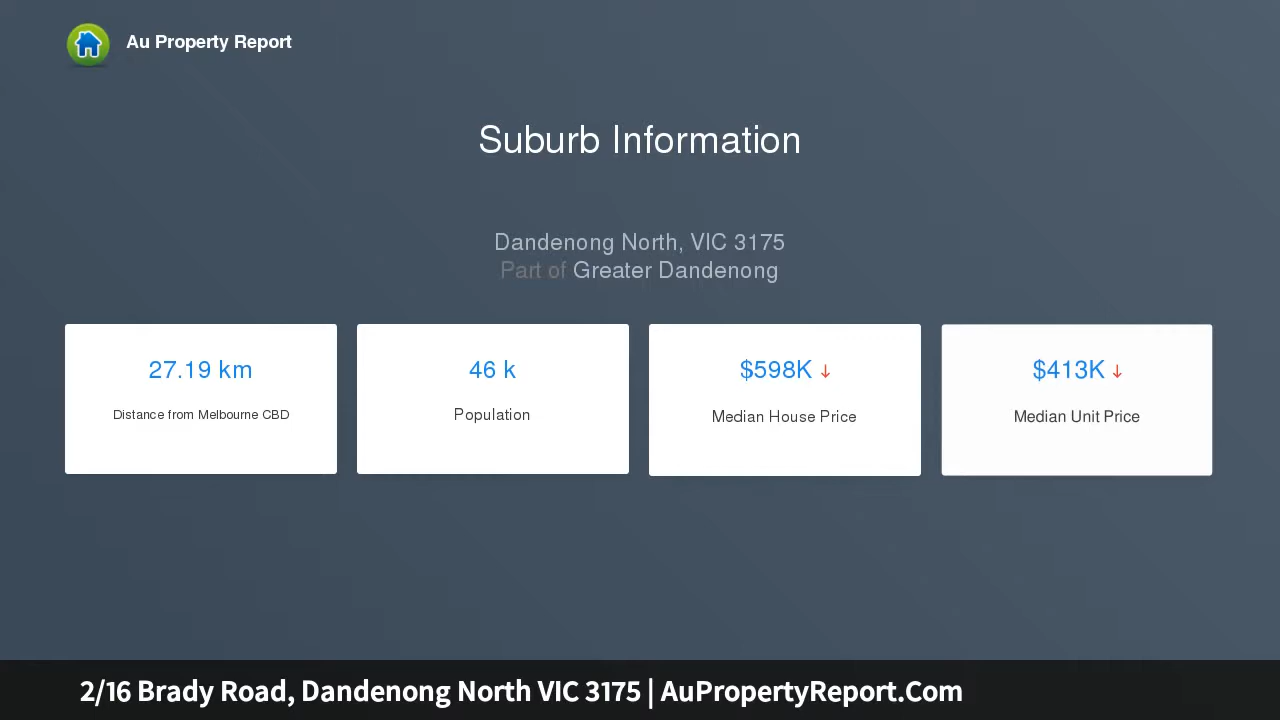 Au Property Report
Suburb Information
Dandenong North, VIC 3175
Part of Greater Dandenong
27.19 km
Distance from Melbourne CBD
46 k
Population
$598K ↓
Median House Price
$413K ↓
Median Unit Price
2/16 Brady Road, Dandenong North VIC 3175 | AuPropertyReport.Com